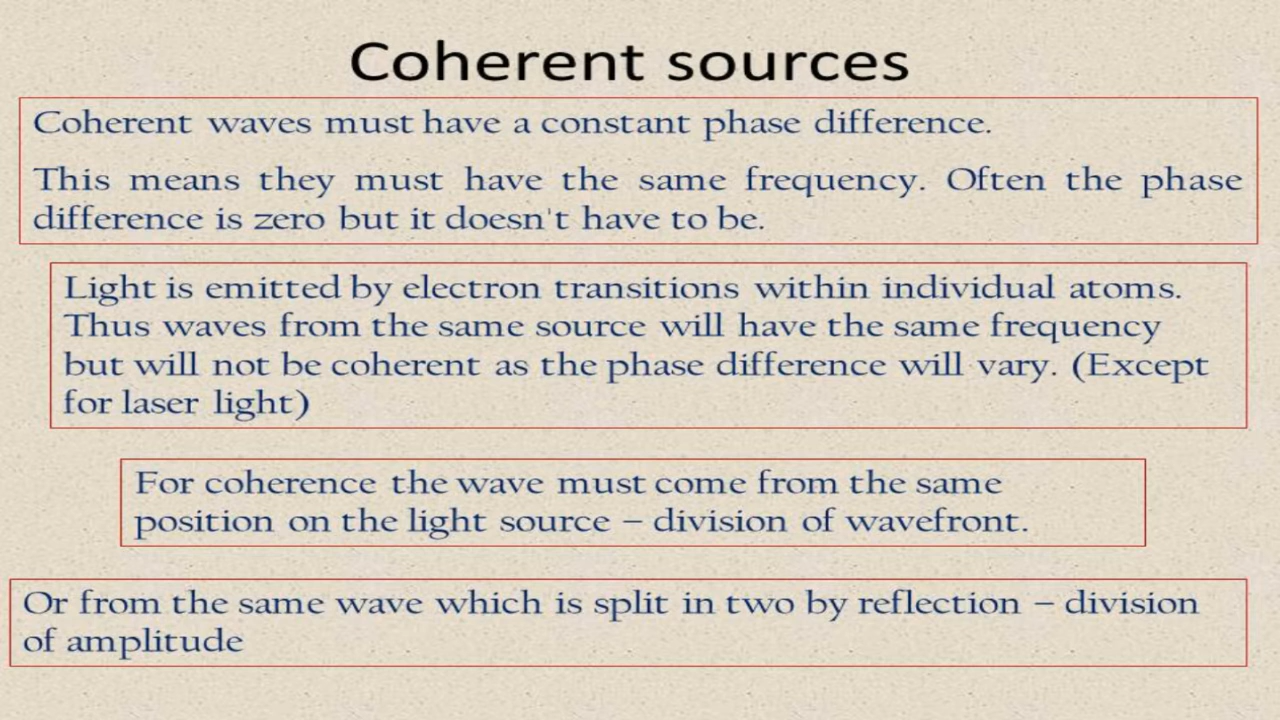 Coherent sources
Coherent waves must have a constant phase difference.
This means they must have the same frequency. Often the phase
difference is zero but it doesn't have to be.
Light is emitted by electron transitions within individual atoms.
Thus waves from the same source will have the same frequency
but will not be coherent as the phase difference will vary. (Except
for laser light)
For coherence the wave must come from the same
position on the light source – division of wavefront.
Or from the same wave which is split in two by reflection – division
of amplitude